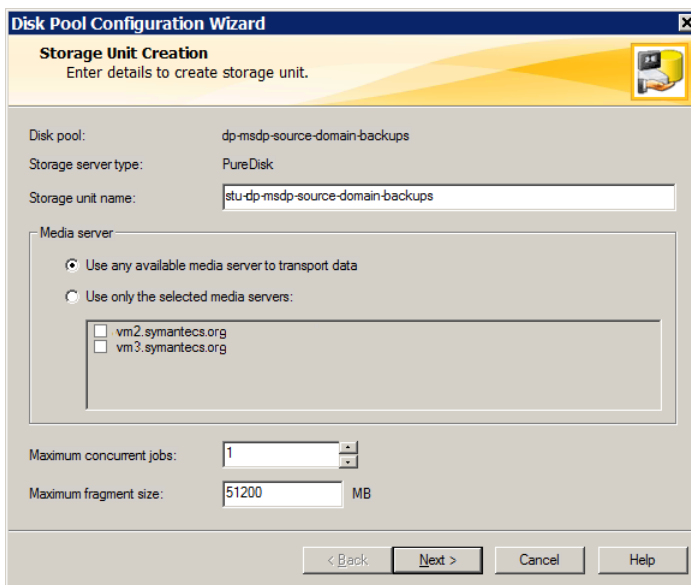 Disk Pool Configuration Wizard
Storage Unit Creation
Enter details to create storage unit.
Disk pool: dp-msdp-source-domain-backups
Storage server type: PureDisk
Storage unit name: stu-dp-msdp-source-domain-backups
Media server
Use any available media server to transport data
Use only the selected media servers:
vm2.symantecs.org
vm3.symantecs.org
Maximum concurrent jobs: 1
Maximum fragment size: 51200 MB
< Back Next > Cancel Help